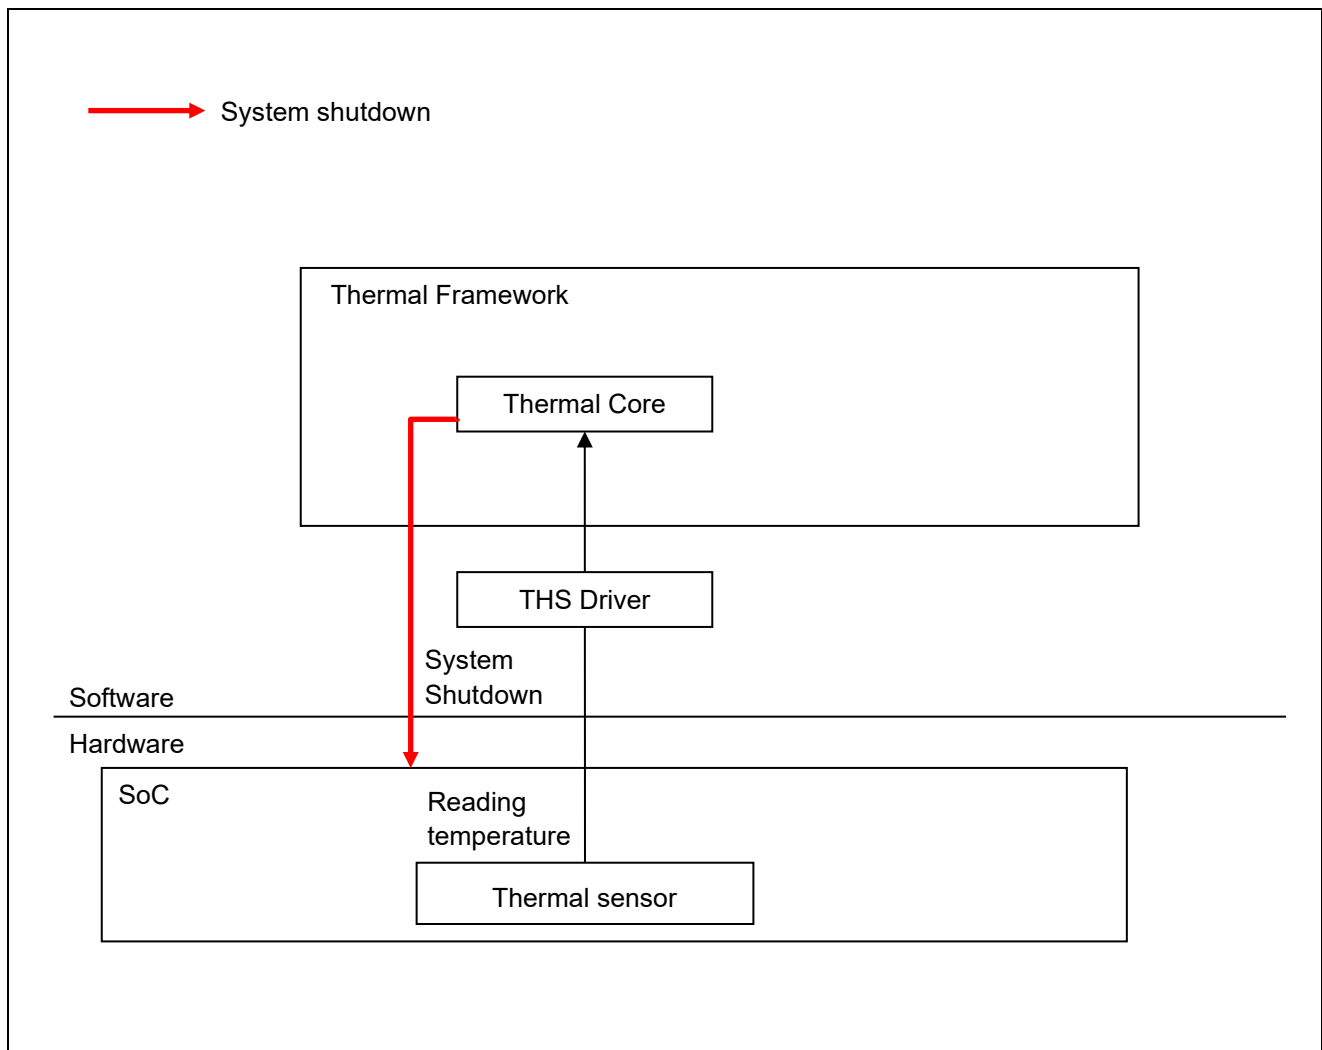 System shutdown
Thermal Framework
Thermal Core
THS Driver
System
Shutdown
Software
Hardware
SoC
Reading
temperature
Thermal sensor